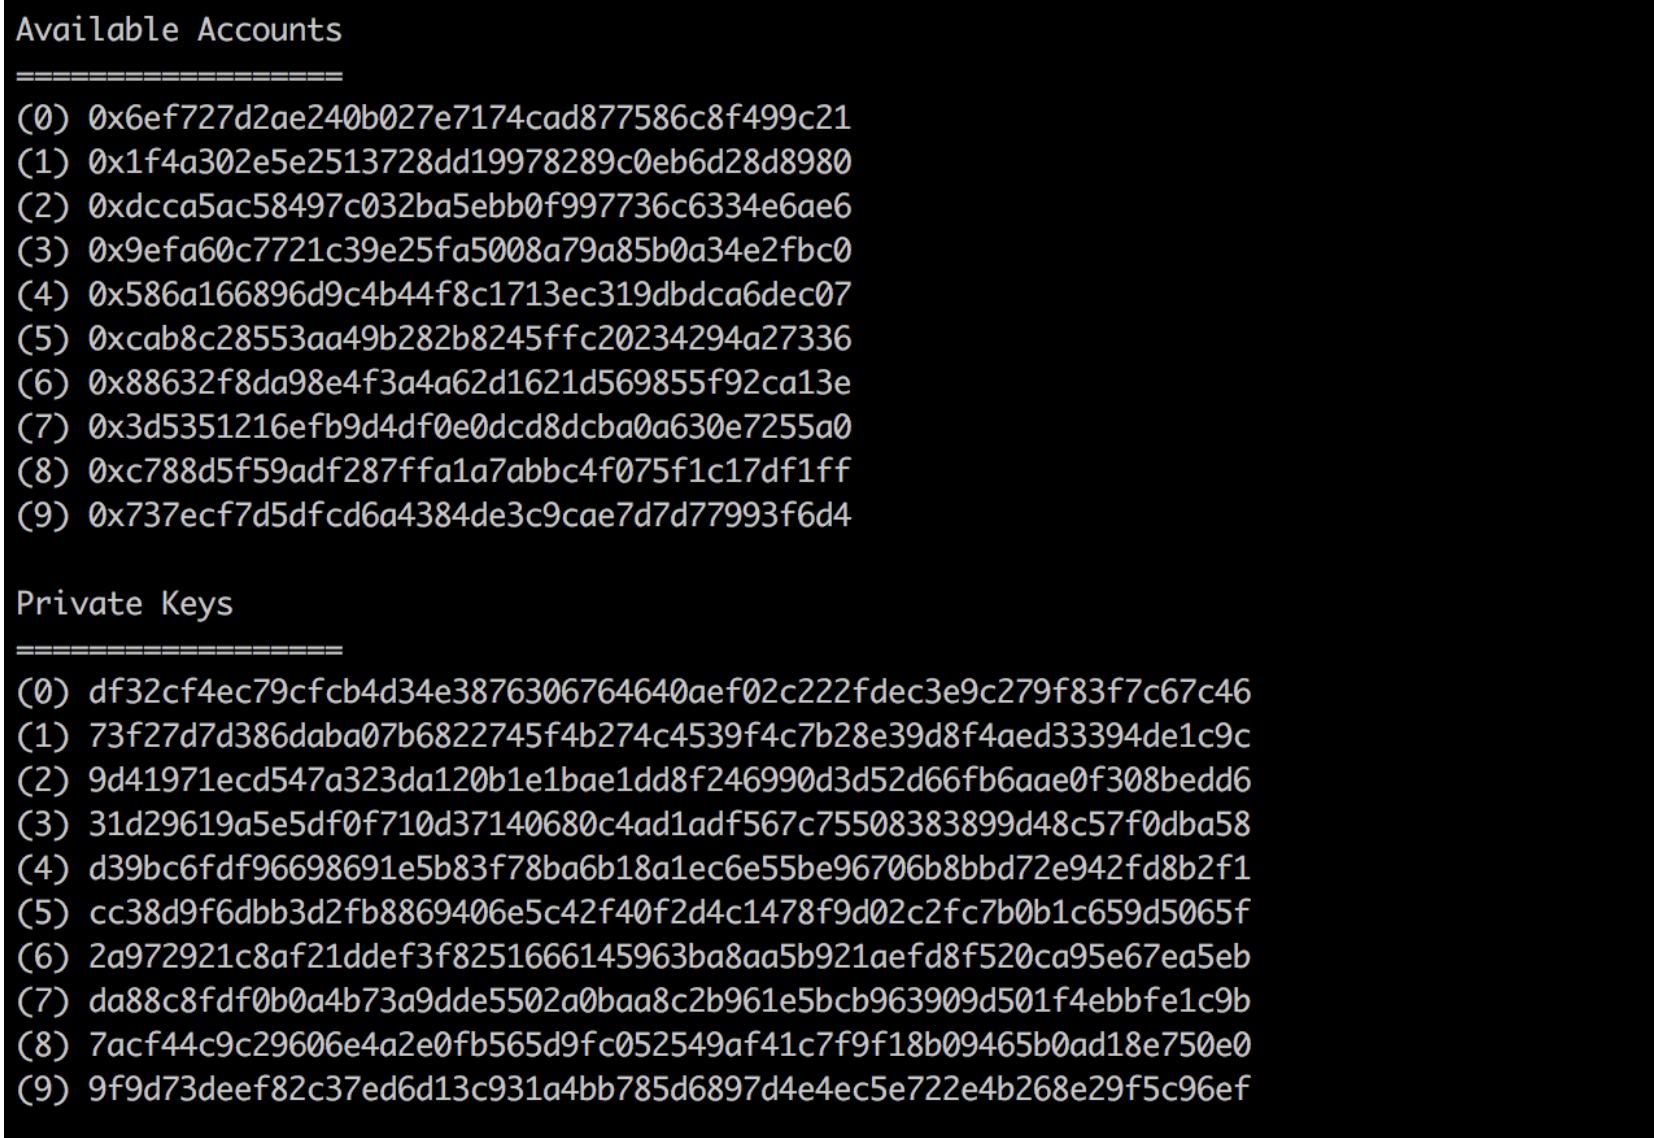 Available Accounts
==================
(0) 0x6ef727d2ae240b027e7174cad877586c8f499c21
(1) 0x1f4a302e5e2513728dd19978289c0eb6d28d8980
(2) 0xdcca5ac58497c032ba5ebb0f997736c6334e6ae6
(3) 0x9efa60c7721c39e25fa5008a79a85b0a34e2fbc0
(4) 0x586a166896d9c4b44f8c1713ec319dbdca6dec07
(5) 0xcab8c28553aa49b282b8245ffc20234294a27336
(6) 0x88632f8da98e4f3a4a62d1621d569855f92ca13e
(7) 0x3d5351216efb9d4df0e0dcd8dcba0a630e7255a0
(8) 0xc788d5f59adf287ffa1a7abbc4f075f1c17df1ff
(9) 0x737ecf7d5dfcd6a4384de3c9cae7d7d77993f6d4
Private Keys
==================
(0) df32cf4ec79cfcb4d34e3876306764640aef02c222fdec3e9c279f83f7c67c46
(1) 73f27d7d386daba07b6822745f4b274c4539f4c7b28e39d8f4aed33394de1c9c
(2) 9d41971ecd547a323da120b1e1bae1dd8f246990d3d52d66fb6aae0f308bedd6
(3) 31d29619a5e5df0f710d37140680c4ad1adf567c75508383899d48c57f0dba58
(4) d39bc6fdf96698691e5b83f78ba6b18a1ec6e55be96706b8bbd72e942fd8b2f1
(5) cc38d9f6dbb3d2fb8869406e5c42f40f2d4c1478f9d02c2fc7b0b1c659d5065f
(6) 2a972921c8af21ddef3f8251666145963ba8aa5b921aefd8f520ca95e67ea5eb
(7) da88c8fdf0b0a4b73a9dde5502a0baa8c2b961e5bcb963909d501f4ebbfe1c9b
(8) 7acf44c9c29606e4a2e0fb565d9fc052549af41c7f9f18b09465b0ad18e750e0
(9) 9f9d73deef82c37ed6d13c931a4bb785d6897d4e4ec5e722e4b268e29f5c96ef